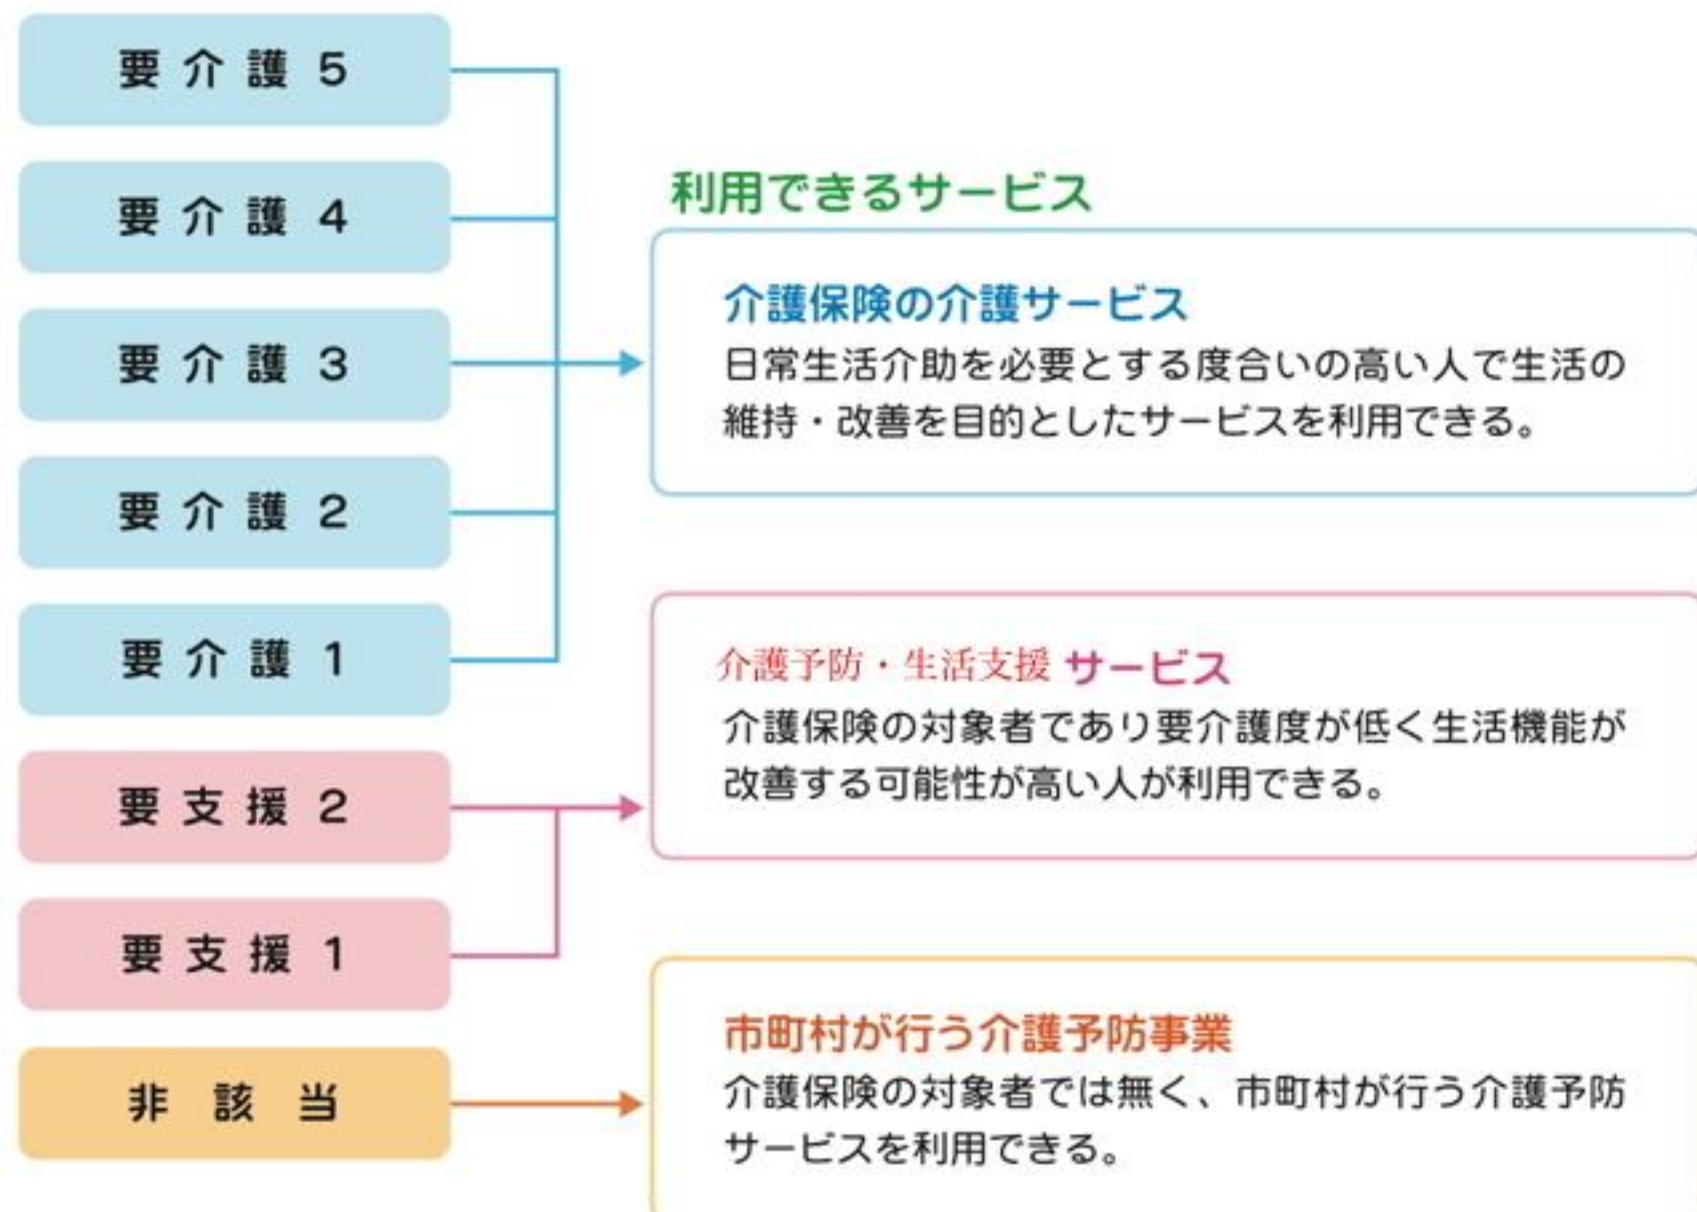 要介護5
要介護4
要介護3
要介護2
要介護1
要支援2
要支援1
非該当
利用できるサービス
介護保険の介護サービス
日常生活介助を必要とする度合いの高い人で生活の
維持・改善を目的としたサービスを利用できる。
介護予防・生活支援 サービス
介護保険の対象者であり要介護度が低く生活機能が
改善する可能性が高い人が利用できる。
市町村が行う介護予防事業
介護保険の対象者では無く、市町村が行う介護予防
サービスを利用できる。